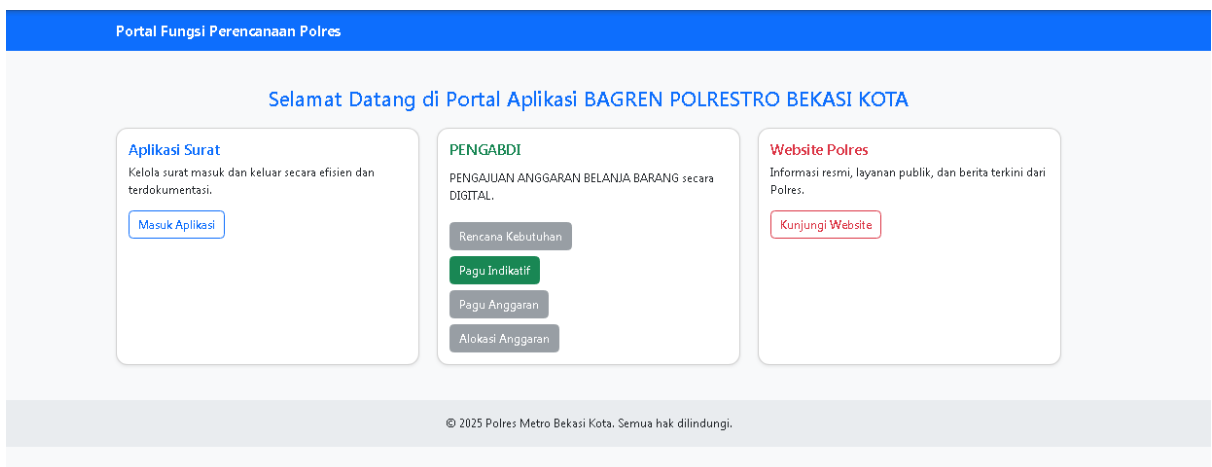 Portal Fungsi Perencanaan Polres
Selamat Datang di Portal Aplikasi BAGREN POLRESTRO BEKASI KOTA
Aplikasi Surat
Kelola surat masuk dan keluar secara efisien dan
terdokumentasi.
Masuk Aplikasi
PENGABDI
PENGAJUAN ANGGARAN BELANJA BARANG secara
DIGITAL.
Rencana Kebutuhan
Pagu Indikatif
Pagu Anggaran
Alokasi Anggaran
Website Polres
Informasi resmi, layanan publik, dan berita terkini dari
Polres.
Kunjungi Website
© 2025 Polres Metro Bekasi Kota. Semua hak dilindungi.